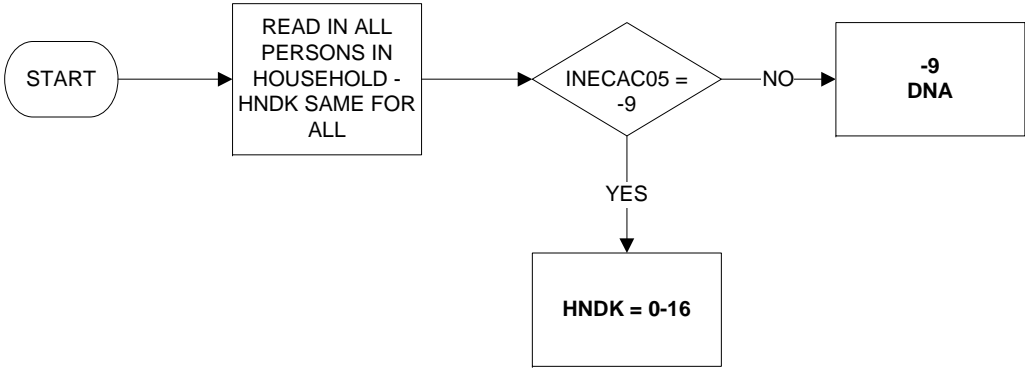 START
READ IN ALL
PERSONS IN
HOUSEHOLD -
HNDK SAME FOR
ALL
INECAC05 =
-9
NO
-9
DNA
YES
HNDK = 0-16